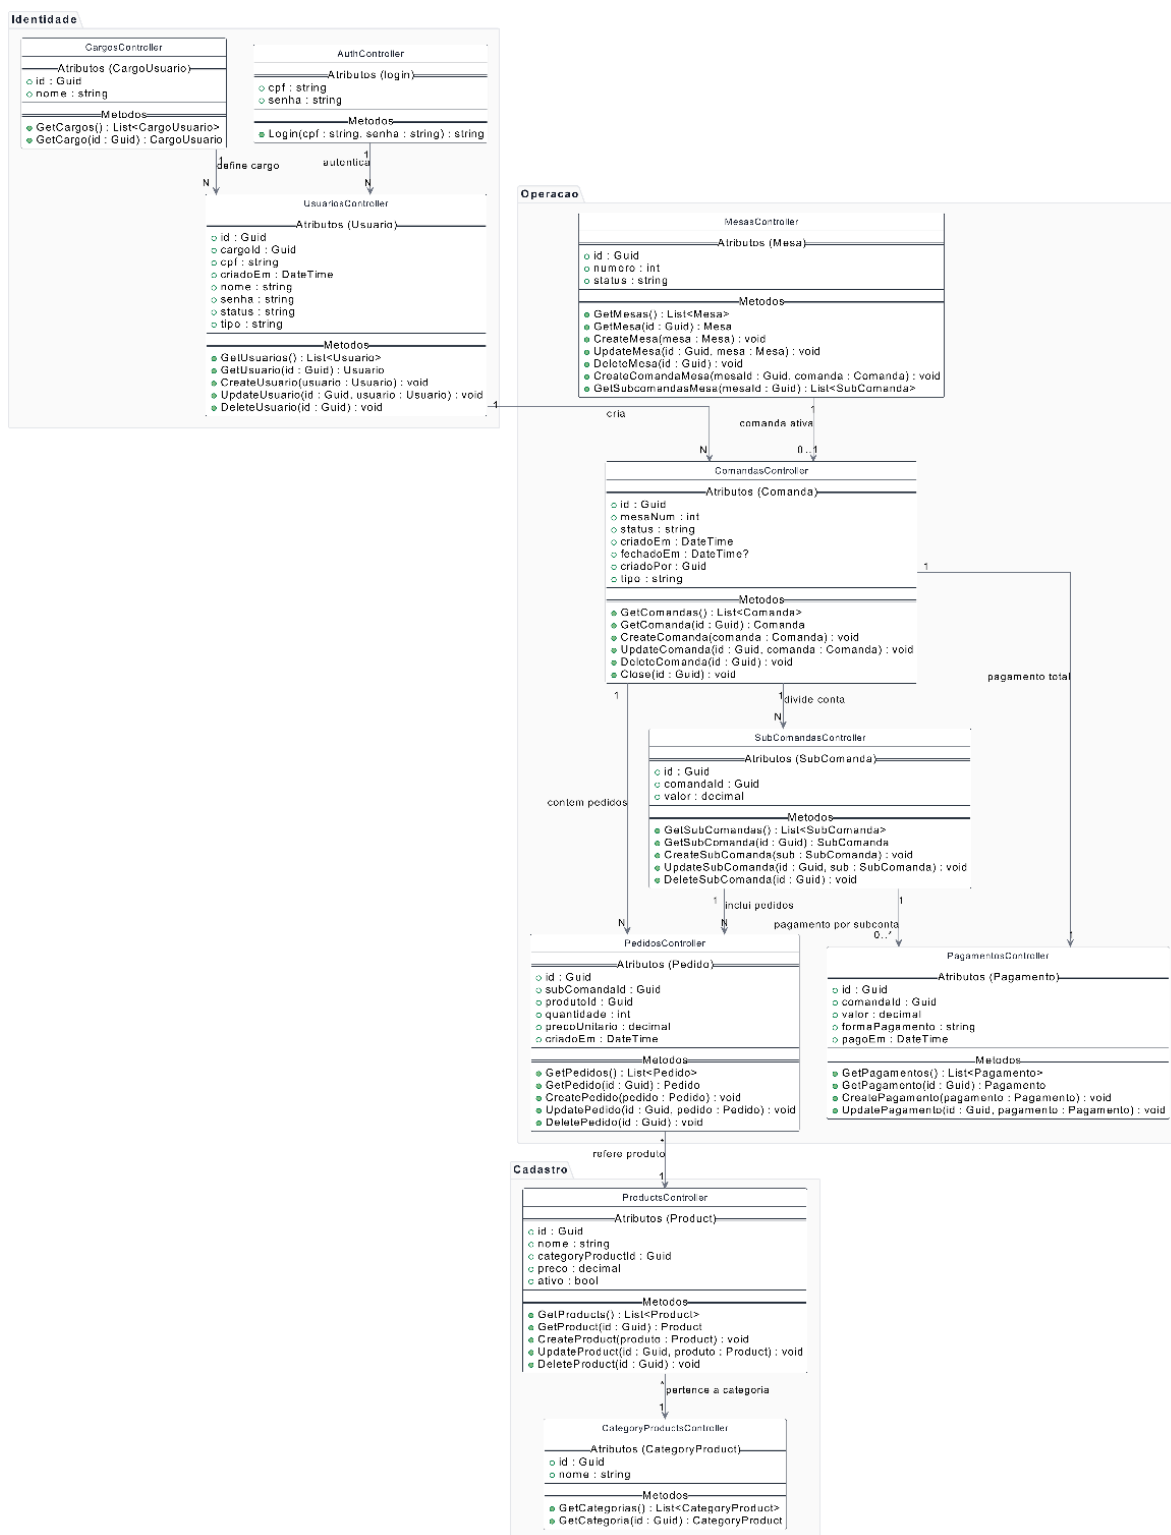 Identidade
CargosController
Atributos (CargoUsuario)
id : Guid
nome : string
Metodos
GetCargos() : List<CargoUsuario>
GetCargo(id : Guid) : CargoUsuario
AuthController
Atributos (login)
cpf : string
senha : string
Metodos
Login(cpf : string, senha : string) : string
1
define cargo
N
1
autentica
N
UsuariosController
Atributos (Usuario)
id : Guid
cargoId : Guid
cpf : string
criadoEm : DateTime
nome : string
senha : string
status : string
tipo : string
Metodos
GetUsuarios() : List<Usuario>
GetUsuario(id : Guid) : Usuario
CreateUsuario(usuario : Usuario) : void
UpdateUsuario(id : Guid, usuario : Usuario) : void
DeleteUsuario(id : Guid) : void
1
cria
N
Operacao
MesasController
Atributos (Mesa)
id : Guid
numero : int
status : string
Metodos
GetMesas() : List<Mesa>
GetMesa(id : Guid) : Mesa
CreateMesa(mesa : Mesa) : void
UpdateMesa(id : Guid, mesa : Mesa) : void
DeleteMesa(id : Guid) : void
CreateComandaMesa(mesaId : Guid, comanda : Comanda) : void
GetSubcomandasMesa(mesaId : Guid) : List<SubComanda>
1
comanda ativa
0..1
ComandasController
Atributos (Comanda)
id : Guid
mesaNum : int
status : string
criadoEm : DateTime
fechadoEm : DateTime?
criadoPor : Guid
tipo : string
Metodos
GetComandas() : List<Comanda>
GetComanda(id : Guid) : Comanda
CreateComanda(comanda : Comanda) : void
UpdateComanda(id : Guid, comanda : Comanda) : void
DeleteComanda(id : Guid) : void
Close(id : Guid) : void
1
pagamento total
1
1
contem pedidos
N
1
divide conta
N
SubComandasController
Atributos (SubComanda)
id : Guid
comandaId : Guid
valor : decimal
Metodos
GetSubComandas() : List<SubComanda>
GetSubComanda(id : Guid) : SubComanda
CreateSubComanda(sub : SubComanda) : void
UpdateSubComanda(id : Guid, sub : SubComanda) : void
DeleteSubComanda(id : Guid) : void
1
inclui pedidos
N
1
pagamento por subconta
PedidosController
Atributos (Pedido)
id : Guid
subComandaId : Guid
produtoId : Guid
quantidade : int
precoUnitario : decimal
criadoEm : DateTime
Metodos
GetPedidos() : List<Pedido>
GetPedido(id : Guid) : Pedido
CreatePedido(pedido : Pedido) : void
UpdatePedido(id : Guid, pedido : Pedido) : void
DeletePedido(id : Guid) : void
PagamentosController
Atributos (Pagamento)
id : Guid
comandaId : Guid
valor : decimal
formaPagamento : string
pagoEm : DateTime
Metodos
GetPagamentos() : List<Pagamento>
GetPagamento(id : Guid) : Pagamento
CreatePagamento(pagamento : Pagamento) : void
UpdatePagamento(id : Guid, pagamento : Pagamento) : void
*
refere produto
1
Cadastro
ProductsController
Atributos (Product)
id : Guid
nome : string
categoryProductId : Guid
preco : decimal
ativo : bool
Metodos
GetProducts() : List<Product>
GetProduct(id : Guid) : Product
CreateProduct(produto : Product) : void
UpdateProduct(id : Guid, produto : Product) : void
DeleteProduct(id : Guid) : void
*
pertence a categoria
1
CategoryProductsController
Atributos (CategoryProduct)
id : Guid
nome : string
Metodos
GetCategorias() : List<CategoryProduct>
GetCategoria(id : Guid) : CategoryProduct